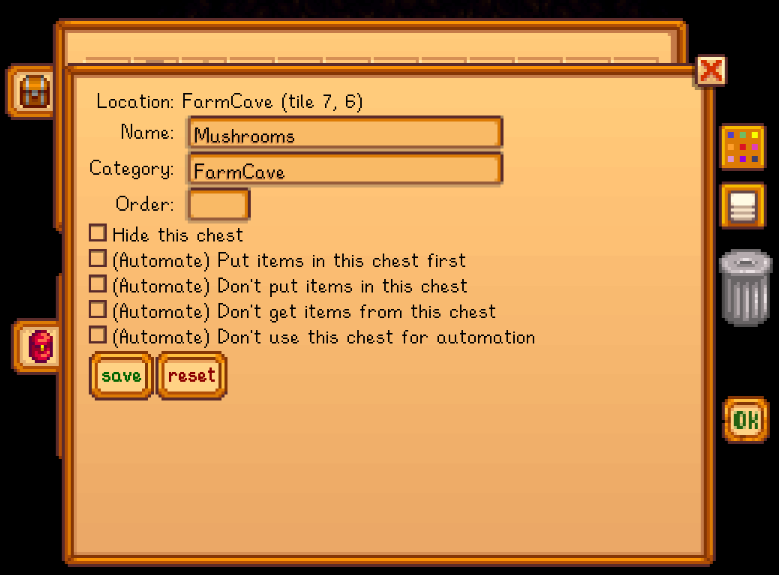 Location: FarmCave (tile 7, 6)
Name: Mushrooms
Category: FarmCave
Order:
Hide this chest
(Automate) Put items in this chest first
(Automate) Don't put items in this chest
(Automate) Don't get items from this chest
(Automate) Don't use this chest for automation
save reset
OK